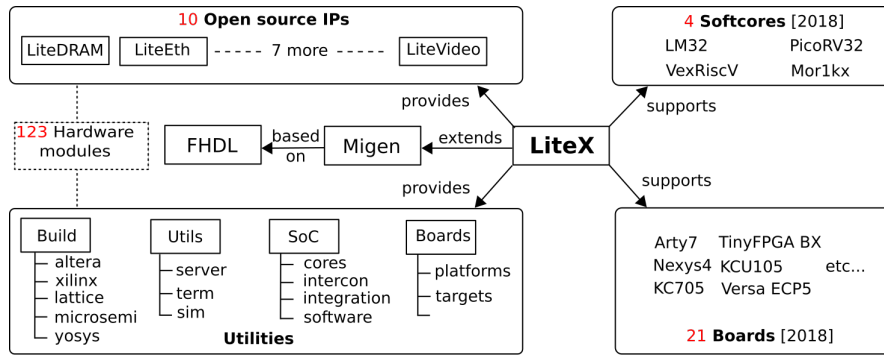 10 Open source IPs
LiteDRAM LiteEth 7 more LiteVideo
4 Softcores [2018]
LM32 PicoRV32
VexRiscV Mor1kx
provides
supports
123 Hardware
modules
FHDL
based
on
Migen
extends
LiteX
provides
supports
Build
altera
xilinx
lattice
microsemi
yosys
Utils
server
term
sim
SoC
cores
intercon
integration
software
Boards
platforms
targets
Utilities
Arty7 TinyFPGA BX
Nexys4 KCU105 etc...
KC705 Versa ECP5
21 Boards [2018]